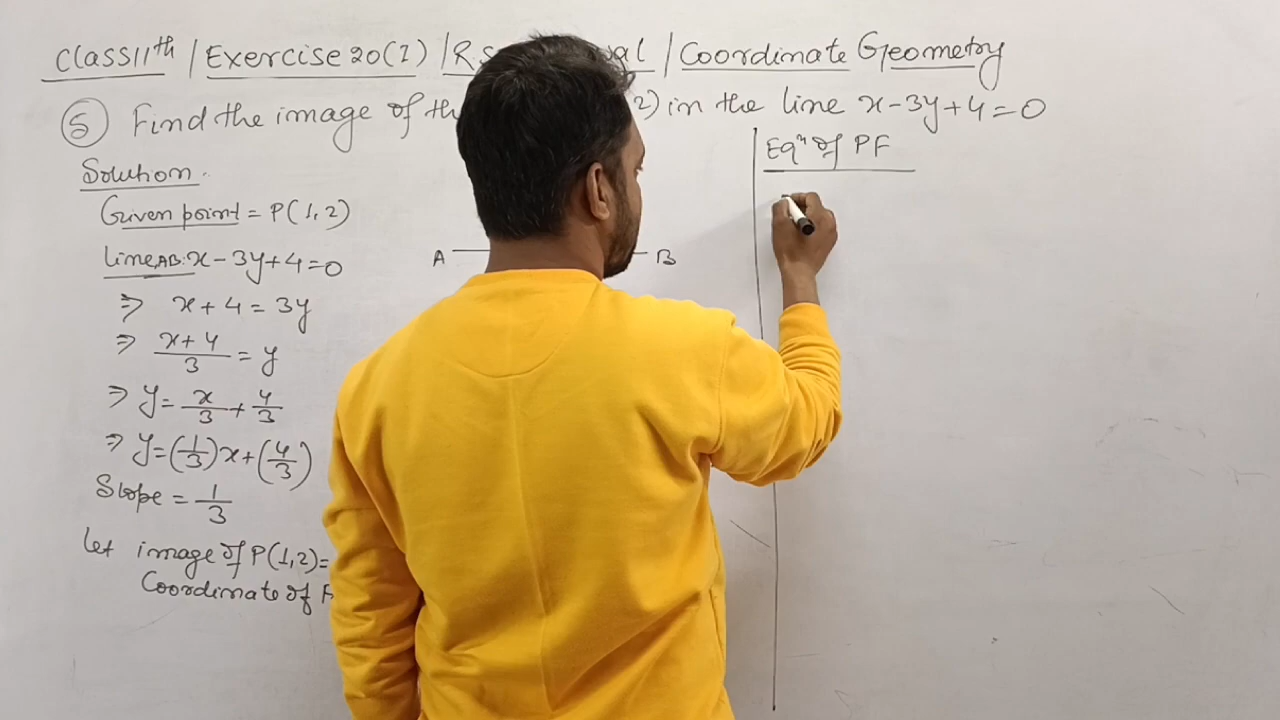 Class 11th / Exercise 20(I) / R.S al / Coordinate Geometry
5 Find the image of th 2) in the line x-3y+4=0
Solution.
Given point = P(1,2)
Line AB: x-3y+4=0
⇒ x+4=3y
⇒ x+4/3 = y
⇒ y = x/3 + 4/3
⇒ y=(1/3)x+(4/3)
Slope = 1/3
Let image of P(1,2)=
Coordinate of F
A B
Eqn of PF